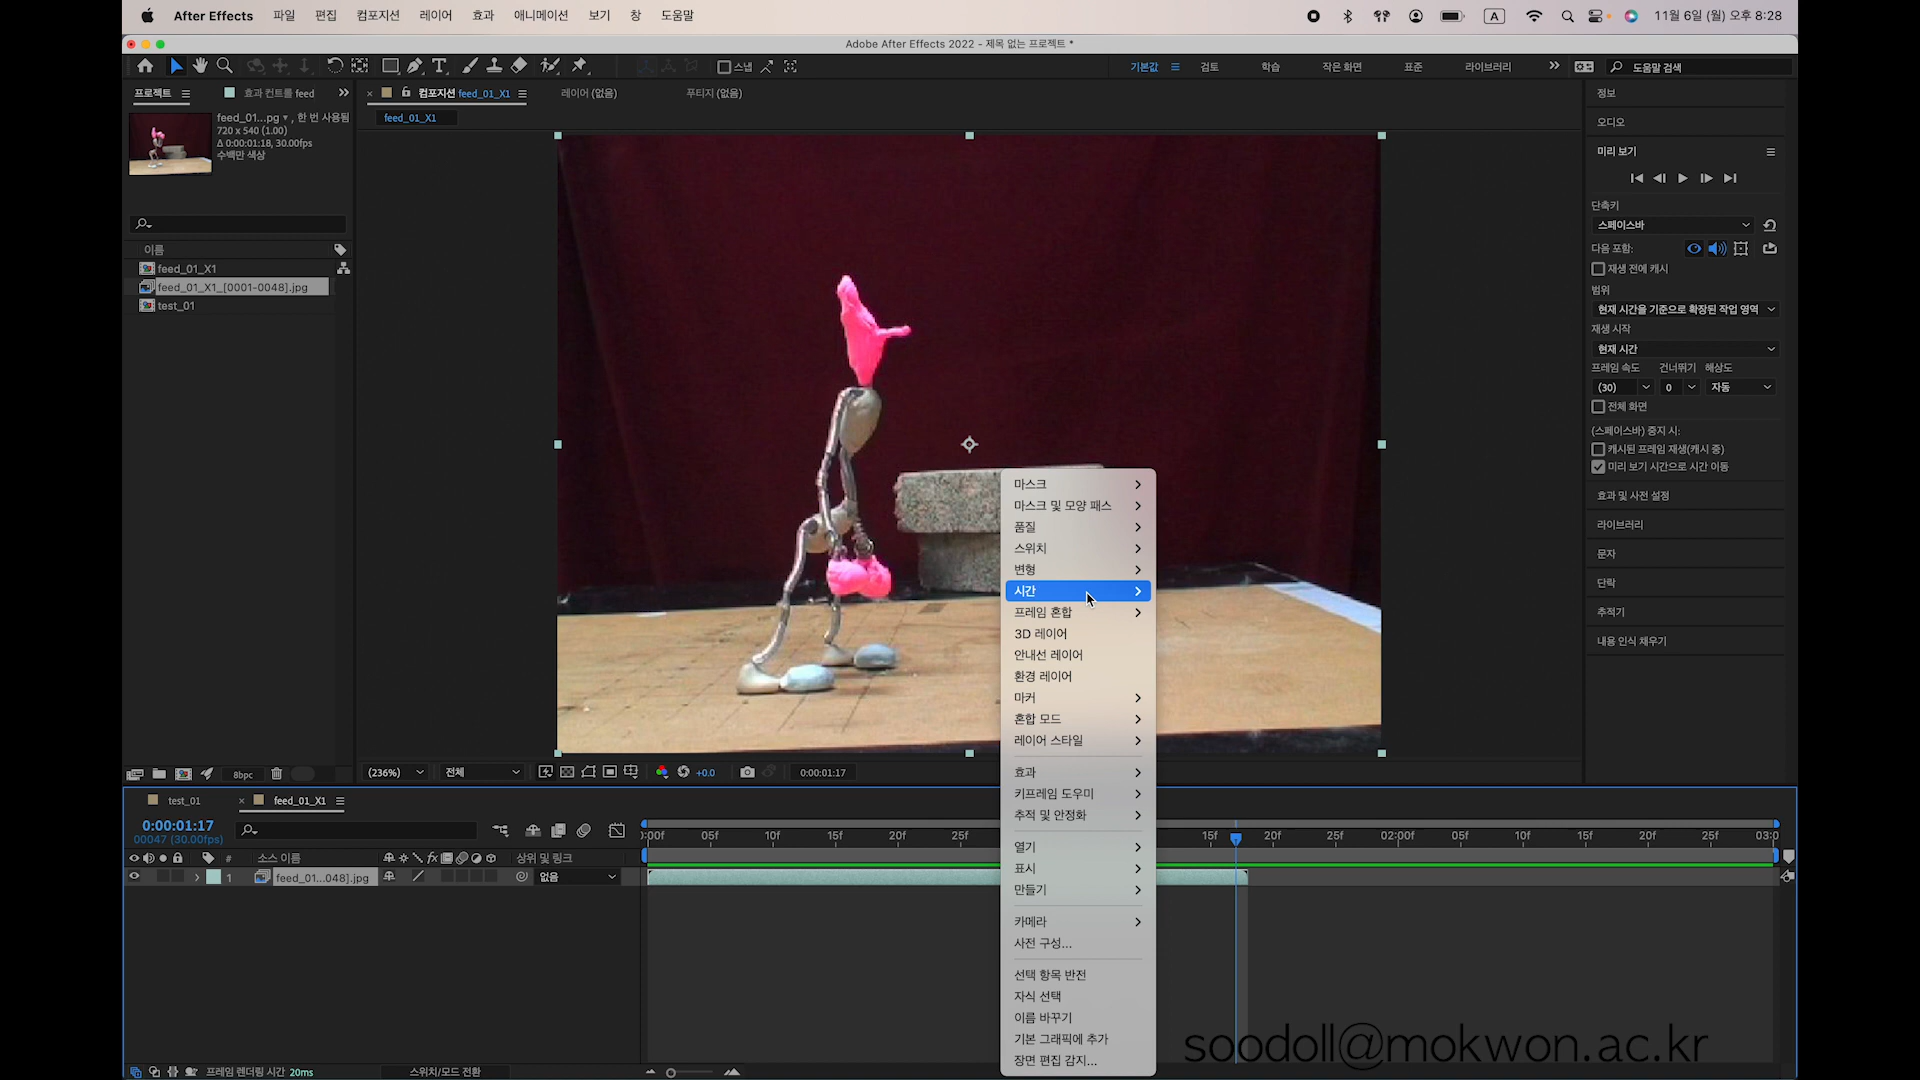 After Effects 파일 편집 컴포지션 레이어 효과 애니메이션 보기 창 도움말 A 11월 6일 (월) 오후 8:28
Adobe After Effects 2022 - 제목 없는 프로젝트 *
스냅 기본값 검토 학습 작은 화면 표준 라이브러리 도움말 검색
프로젝트 효과 컨트롤 feed 컴포지션 feed_01_X1 레이어 (없음) 푸티지 (없음)
feed_01_X1
feed_01...pg , 한 번 사용됨
720 x 540 (1.00)
Δ 0:00:01:18, 30.00fps
수백만 색상
이름
feed_01_X1
feed_01_X1_[0001-0048].jpg
test_01
8bpc
(236%) 전체 +0.0 0:00:01:17
정보
오디오
미리 보기
단축키
스페이스바
다음 포함:
재생 전에 캐시
범위
현재 시간을 기준으로 확장된 작업 영역
재생 시작
현재 시간
프레임 속도 건너뛰기 해상도
(30) 0 자동
전체 화면
(스페이스바) 중지 시:
캐시된 프레임 재생(캐시 중)
미리 보기 시간으로 시간 이동
효과 및 사전 설정
라이브러리
문자
단락
추적기
내용 인식 채우기
마스크
마스크 및 모양 패스
품질
스위치
변형
시간
프레임 혼합
3D 레이어
안내선 레이어
환경 레이어
마커
혼합 모드
레이어 스타일
효과
키프레임 도우미
추적 및 안정화
열기
표시
만들기
카메라
사전 구성...
선택 항목 반전
자식 선택
이름 바꾸기
기본 그래픽에 추가
장면 편집 감지...
test_01 feed_01_X1
0:00:01:17
00047 (30.00fps)
):00f 05f 10f 15f 20f 25f 15f 20f 25f 02:00f 05f 10f 15f 20f 25f 03:0
# 소스 이름 fx 상위 및 링크
1 feed_01...048].jpg 없음
프레임 렌더링 시간 20ms 스위치/모드 전환
soodoll@mokwon.ac.kr